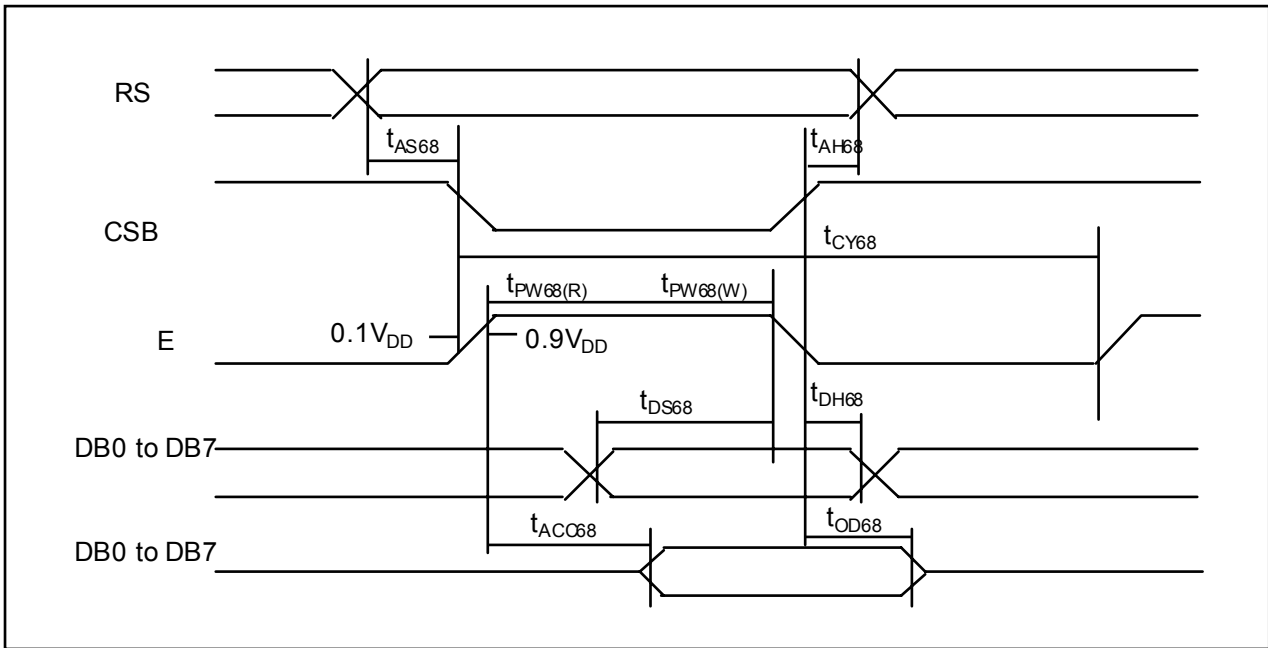 RS
tAS68
tAH68
CSB
tCY68
tPW68(R)
tPW68(W)
E
0.1VDD
0.9VDD
tDS68
tDH68
DB0 to DB7
tACC68
tOD68
DB0 to DB7